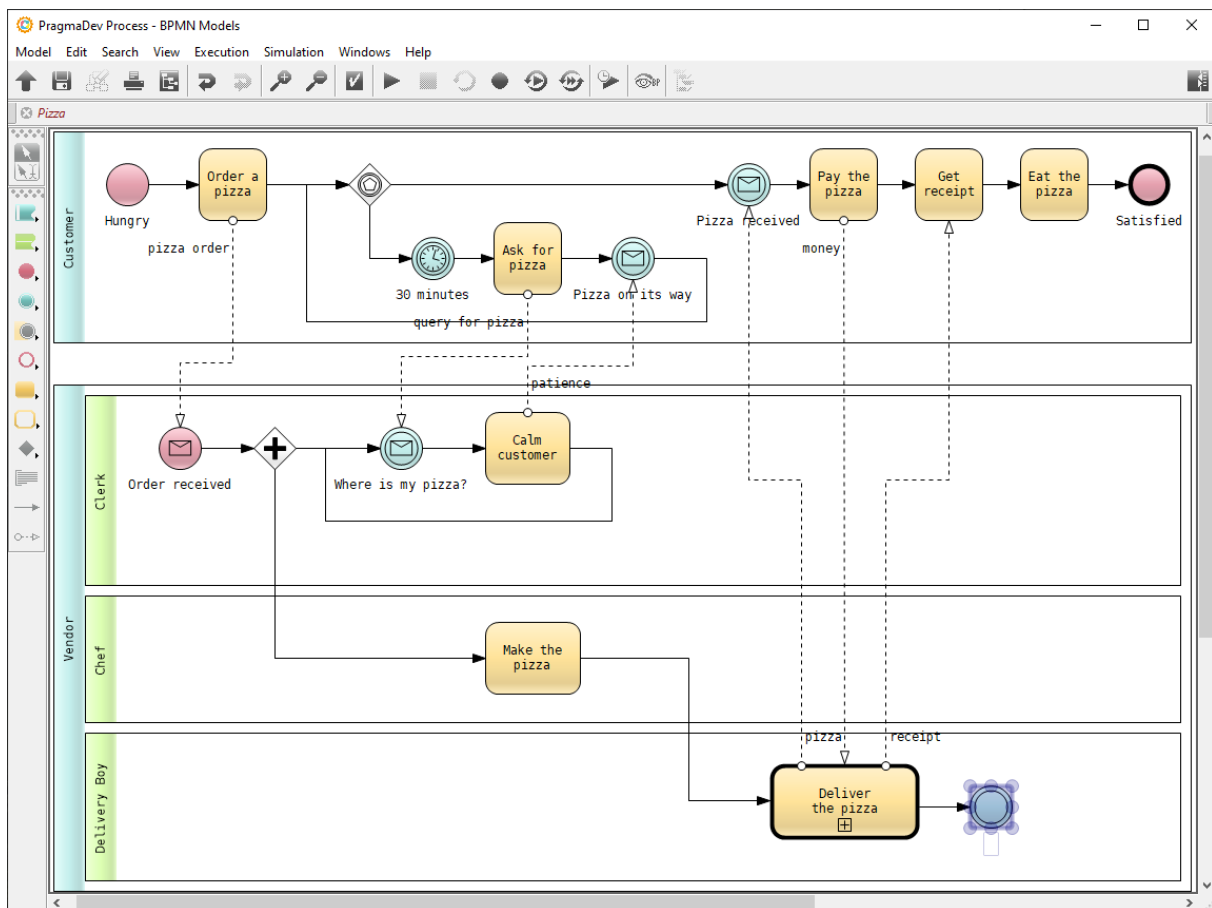 PragmaDev Process - BPMN Models
Model Edit Search View Execution Simulation Windows Help
Pizza
Customer
Hungry
Order a
pizza
pizza order
30 minutes
Ask for
pizza
query for pizza
Pizza on its way
Pizza received
Pay the
pizza
money
Get
receipt
Eat the
pizza
Satisfied
patience
Vendor
Clerk
Order received
Where is my pizza?
Calm
customer
Chef
Make the
pizza
Delivery Boy
pizza
receipt
Deliver
the pizza